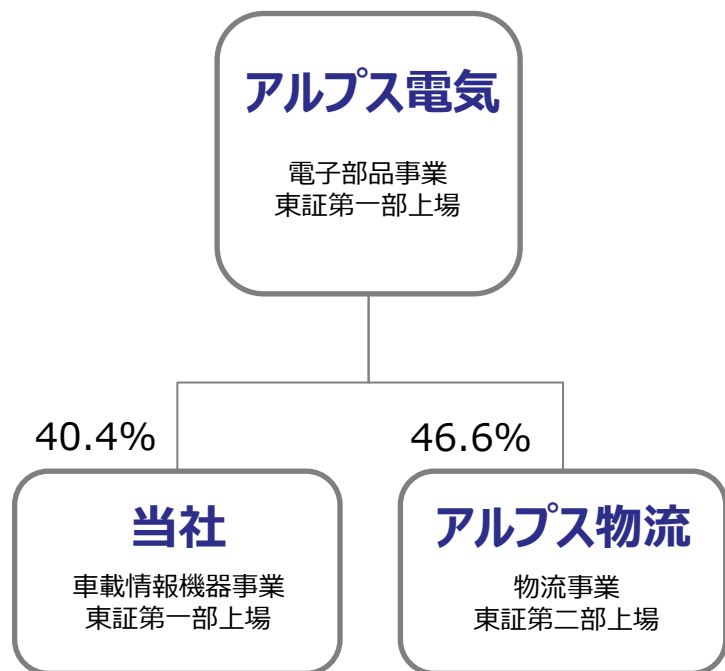 アルプス電気
電子部品事業
東証第一部上場
40.4%
46.6%
当社
車載情報機器事業
東証第一部上場
アルプス物流
物流事業
東証第二部上場